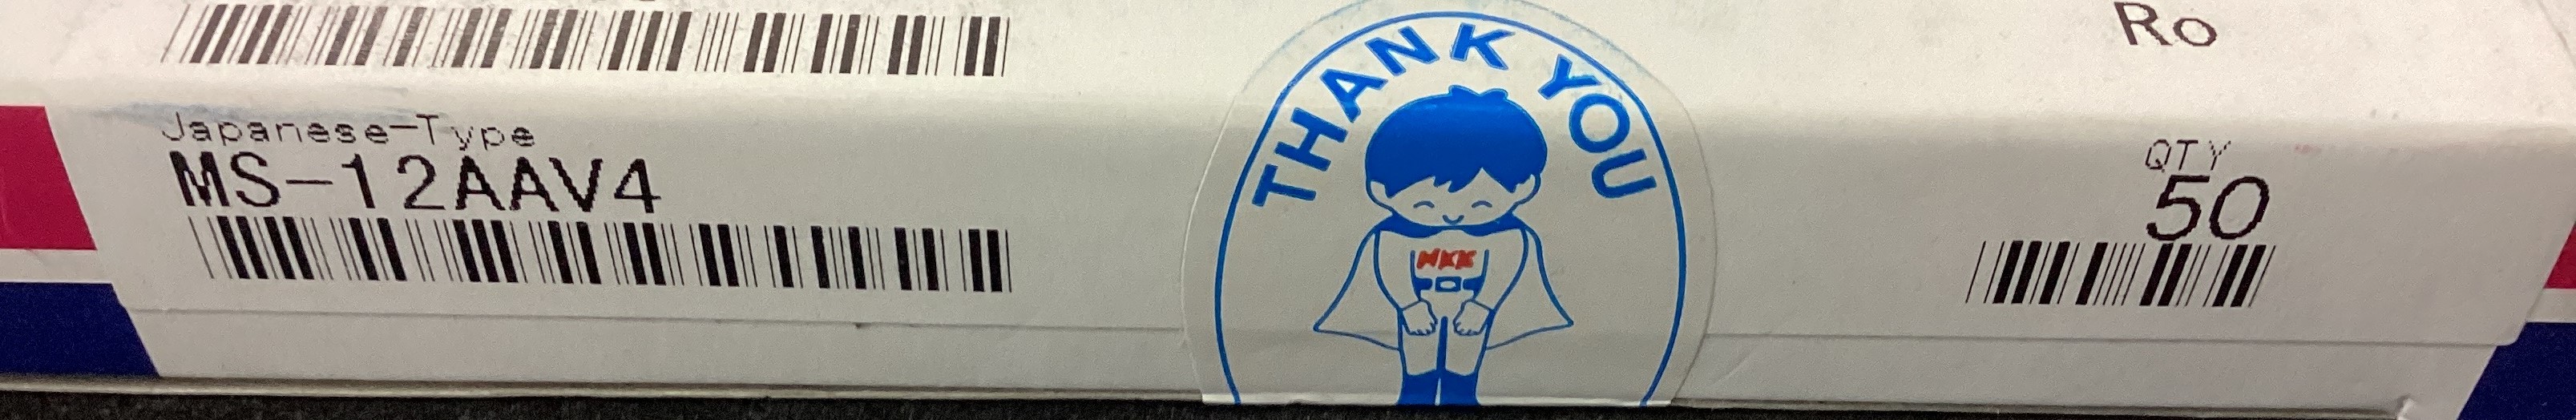 Ro
Japanese-Type
MS-12AAV4
THANK YOU
NKK
QTY
50